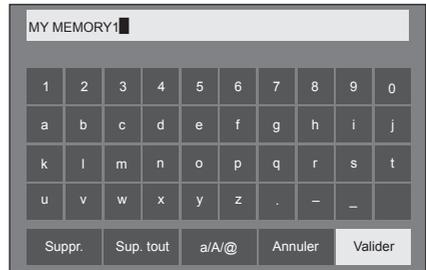 MY MEMORY1
1 2 3 4 5 6 7 8 9 0
a b c d e f g h i j
k l m n o p q r s t
u v w x y z . – _
Suppr. Sup. tout a/A/@ Annuler Valider